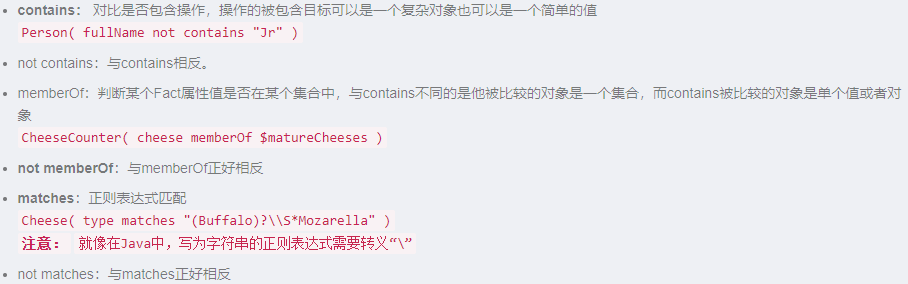 contains：对比是否包含操作，操作的被包含目标可以是一个复杂对象也可以是一个简单的值
Person( fullName not contains "Jr" )
not contains：与contains相反。
memberOf：判断某个Fact属性值是否在某个集合中，与contains不同的是他被比较的对象是一个集合，而contains被比较的对象是单个值或者对
象
CheeseCounter( cheese memberOf $matureCheeses )
not memberOf：与memberOf正好相反
matches：正则表达式匹配
Cheese( type matches "(Buffalo)?\\S*Mozarella" )
注意： 就像在Java中，写为字符串的正则表达式需要转义“\”
not matches：与matches正好相反